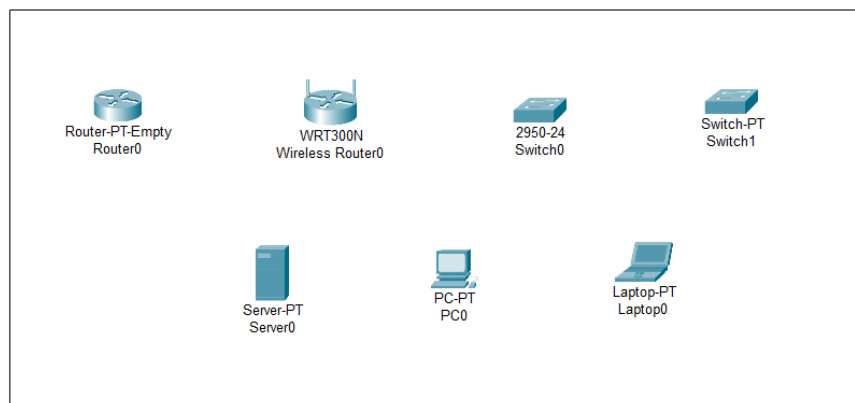 Router-PT-Empty
Router0
WRT300N
Wireless Router0
2950-24
Switch0
Switch-PT
Switch1
Server-PT
Server0
PC-PT
PC0
Laptop-PT
Laptop0